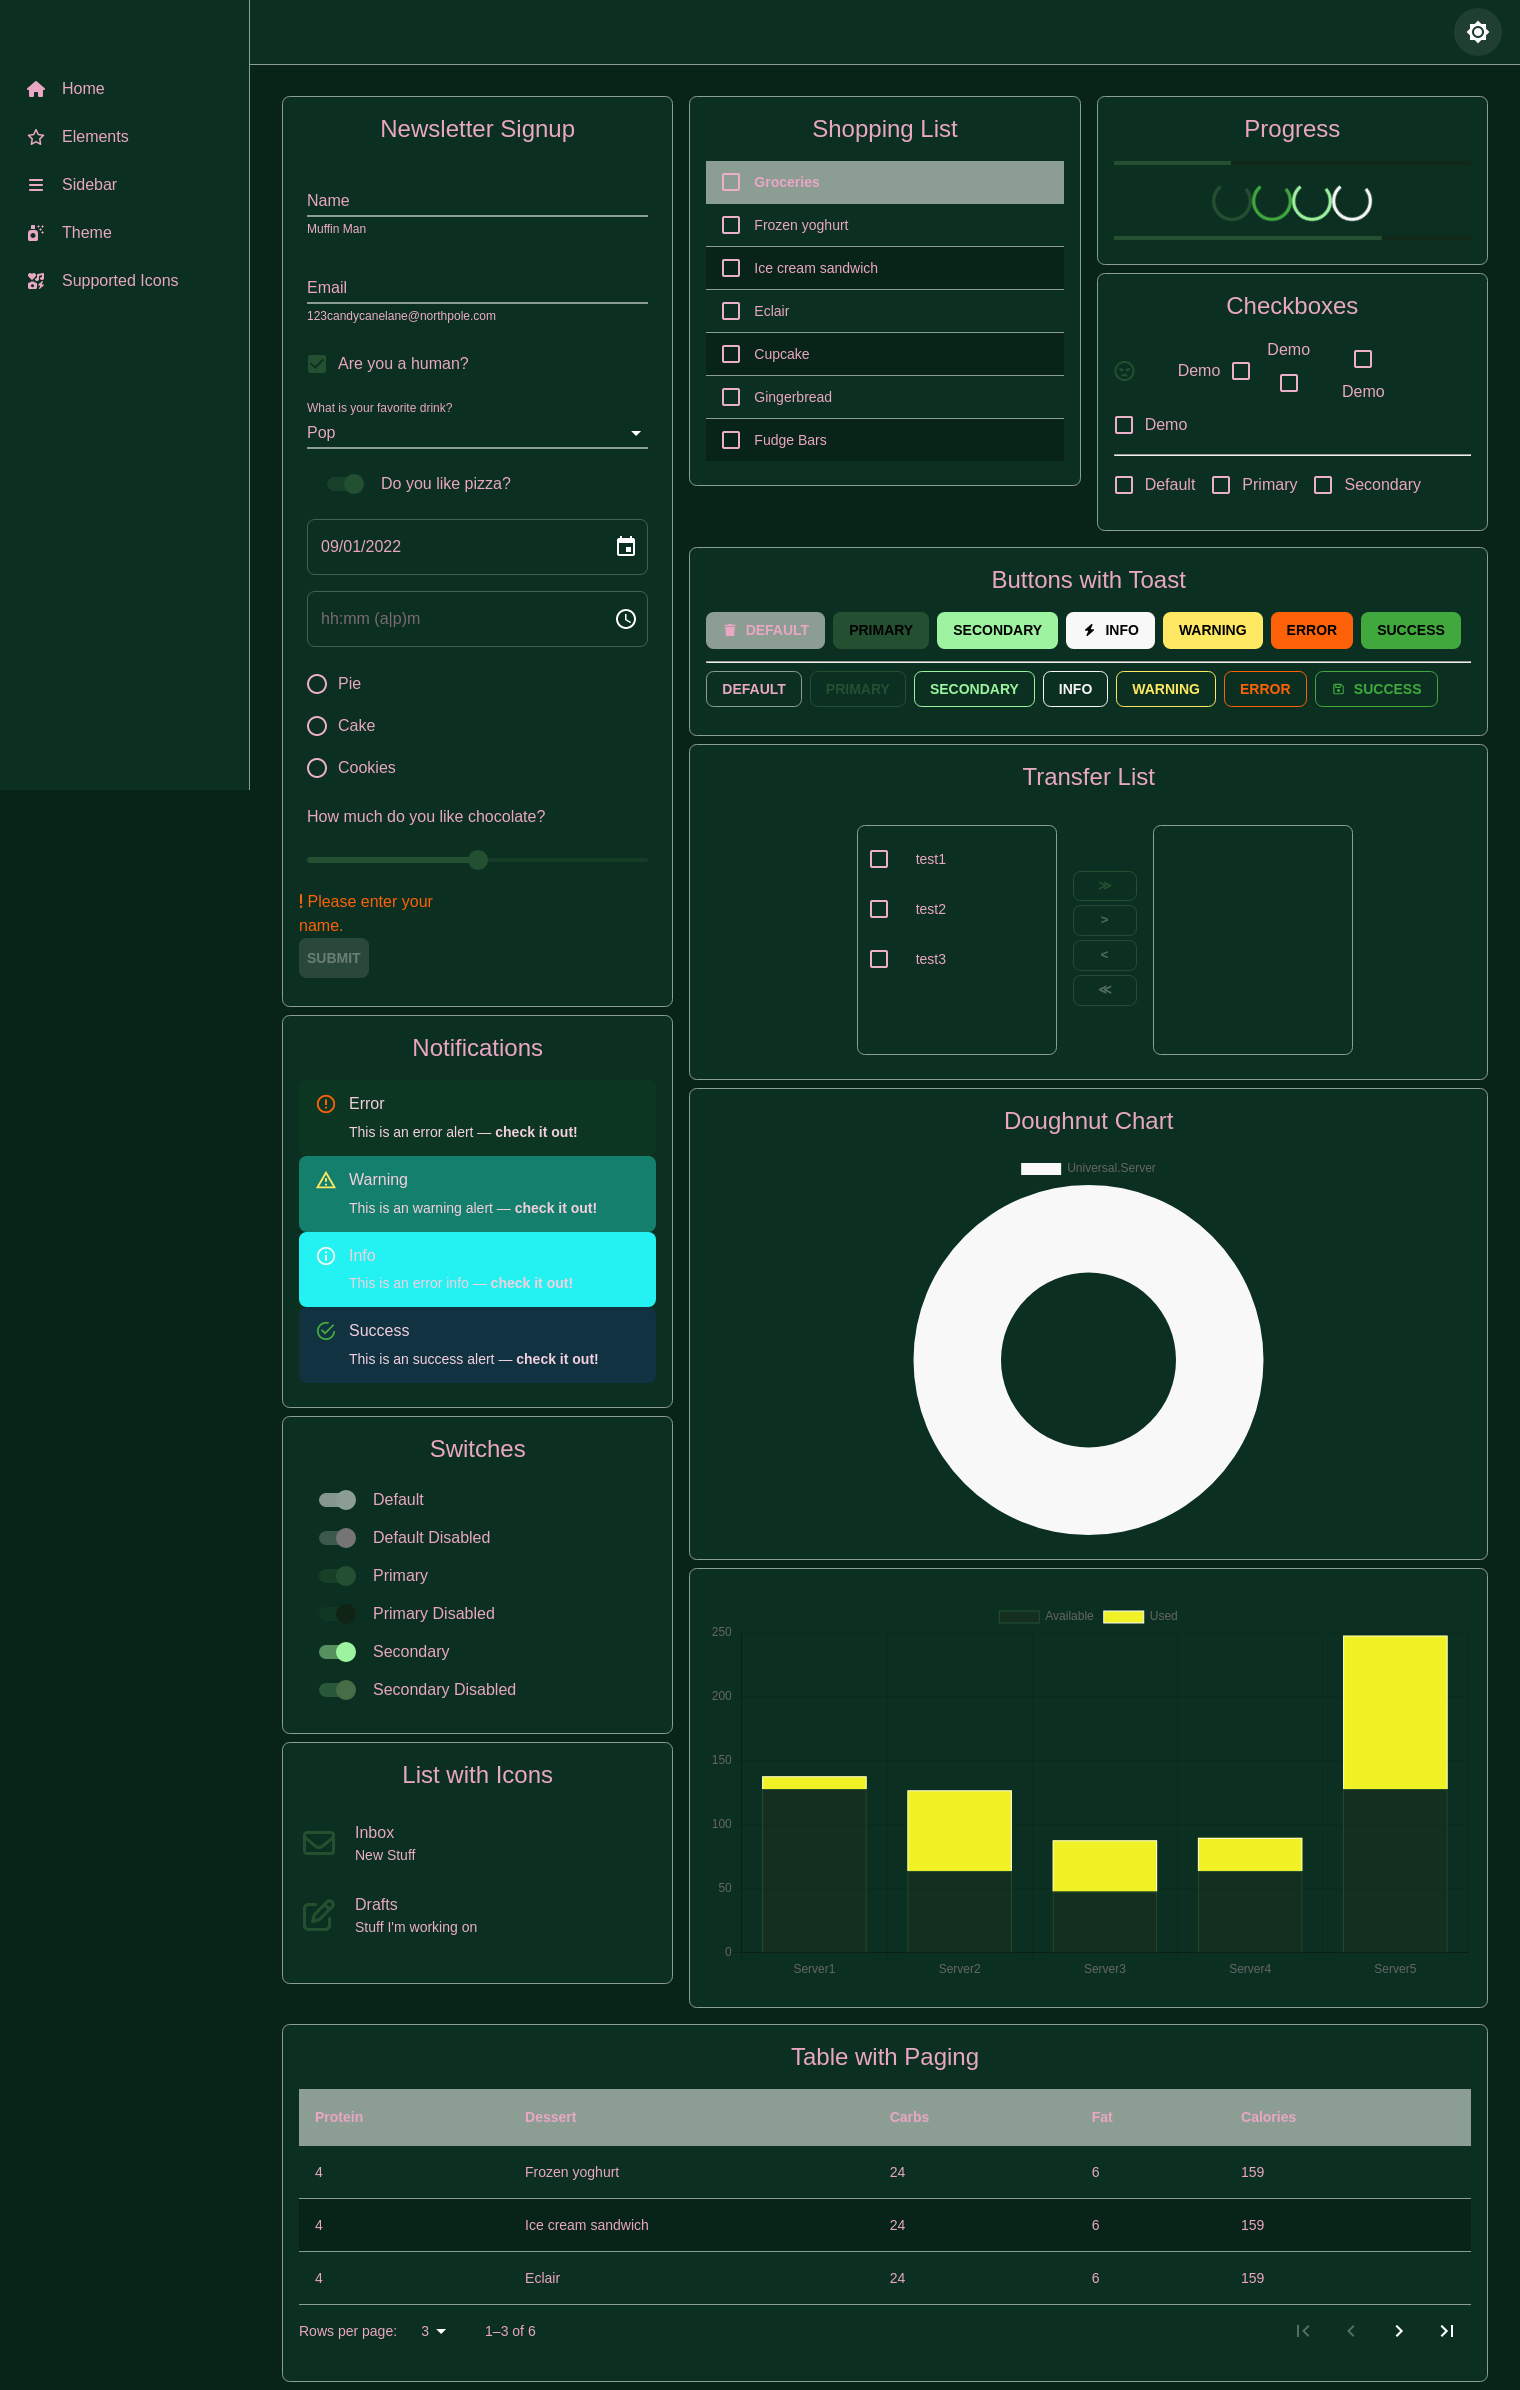 Home
Elements
Sidebar
Theme
Supported Icons
Newsletter Signup
Name
Muffin Man
Email
123candycanelane@northpole.com
Are you a human?
What is your favorite drink?
Pop
Do you like pizza?
09/01/2022
hh:mm (a|p)m
Pie
Cake
Cookies
How much do you like chocolate?
! Please enter your
name.
SUBMIT
Notifications
Error
This is an error alert — check it out!
Warning
This is an warning alert — check it out!
Info
This is an error info — check it out!
Success
This is an success alert — check it out!
Switches
Default
Default Disabled
Primary
Primary Disabled
Secondary
Secondary Disabled
List with Icons
Inbox
New Stuff
Drafts
Stuff I'm working on
Shopping List
Groceries
Frozen yoghurt
Ice cream sandwich
Eclair
Cupcake
Gingerbread
Fudge Bars
Progress
Checkboxes
Demo
Demo
Demo
Demo
Default Primary Secondary
Buttons with Toast
DEFAULT PRIMARY SECONDARY INFO WARNING ERROR SUCCESS
DEFAULT PRIMARY SECONDARY INFO WARNING ERROR SUCCESS
Transfer List
test1
test2
test3
≫
>
<
≪
Doughnut Chart
Universal.Server
Available Used
250
200
150
100
50
0
Server1 Server2 Server3 Server4 Server5
Table with Paging
Protein Dessert Carbs Fat Calories
4 Frozen yoghurt 24 6 159
4 Ice cream sandwich 24 6 159
4 Eclair 24 6 159
Rows per page: 3 1–3 of 6